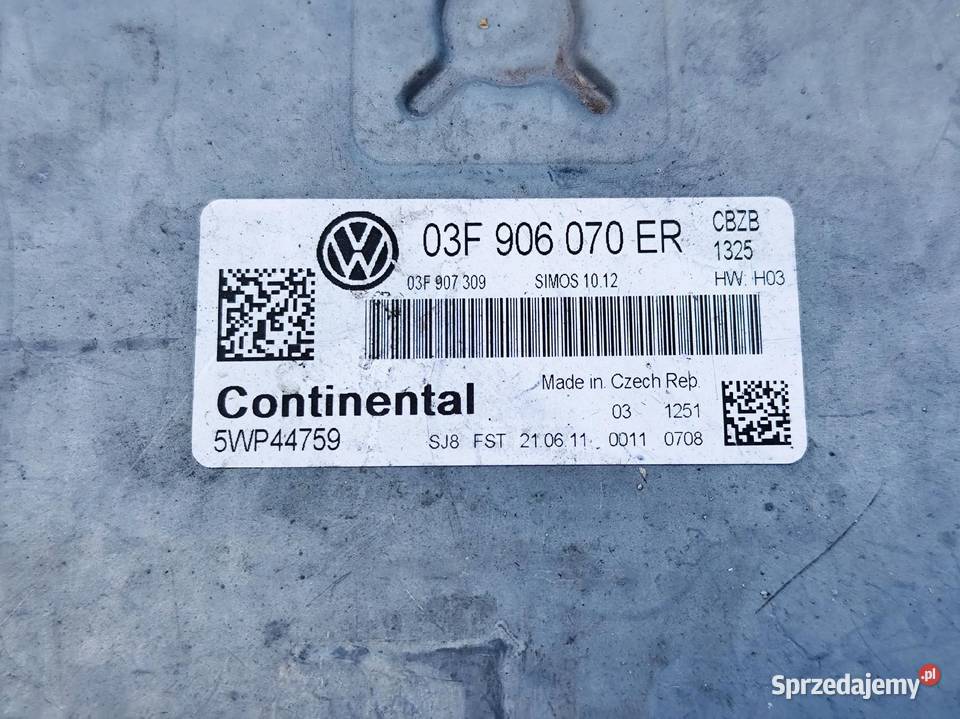 VW
03F 906 070 ER CBZB
1325
03F 907 309 SIMOS 10.12 HW H03
Continental
Made in Czech Rep.
03 1251
5WP44759 SJ8 FST 21.06.11 0011 0708
Sprzedajemy.pl